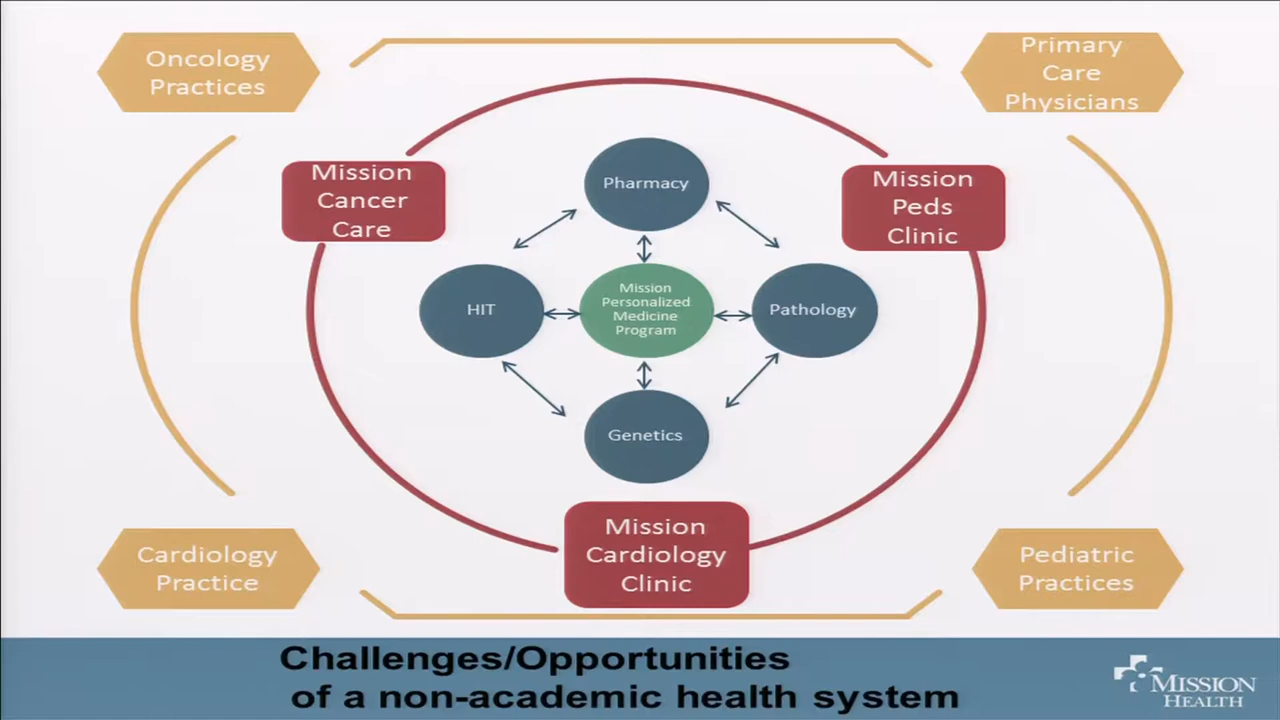 Oncology
Practices
Primary
Care
Physicians
Mission
Cancer
Care
Pharmacy
Mission
Peds
Clinic
HIT
Mission
Personalized
Medicine
Program
Pathology
Genetics
Mission
Cardiology
Clinic
Cardiology
Practice
Pediatric
Practices
Challenges/Opportunities
of a non-academic health system
MISSION
HEALTH